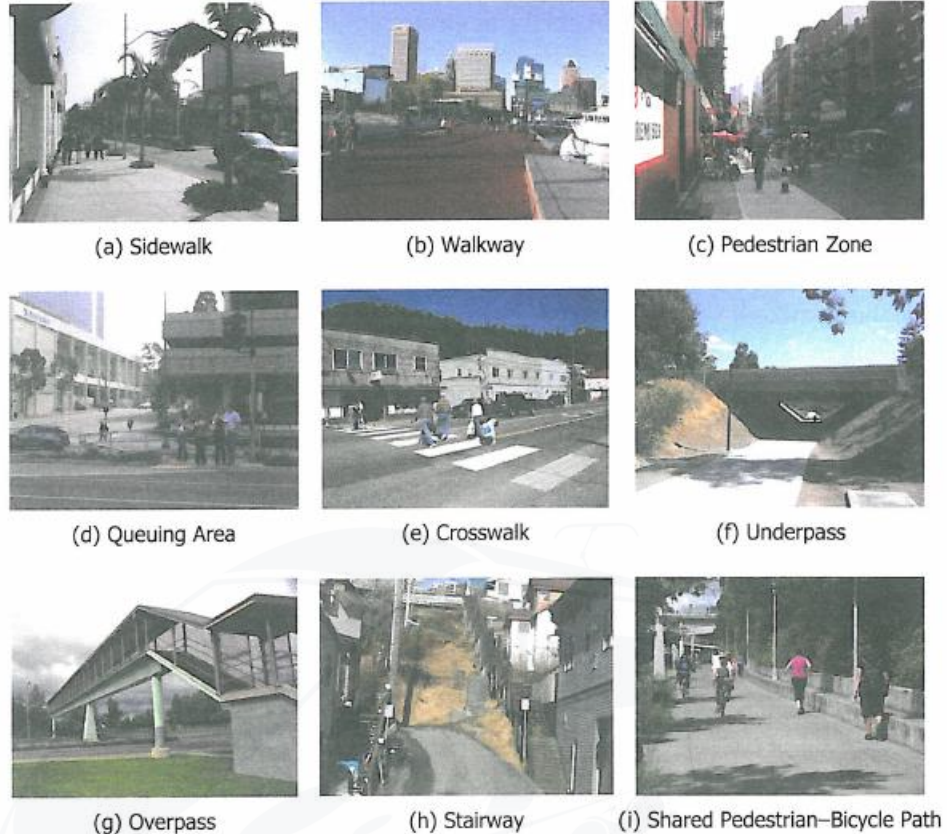 (a) Sidewalk
(b) Walkway
(c) Pedestrian Zone
(d) Queuing Area
(e) Crosswalk
(f) Underpass
(g) Overpass
(h) Stairway
(i) Shared Pedestrian–Bicycle Path